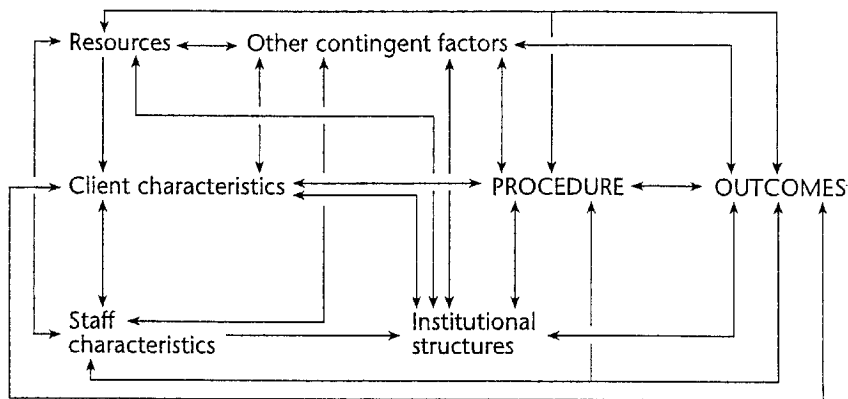 Resources
Other contingent factors
Client characteristics
PROCEDURE
OUTCOMES
Staff
characteristics
Institutional
structures